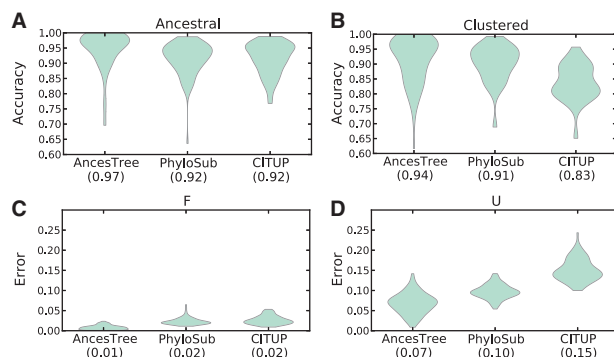 A
Ancestral
Accuracy
1.00
0.95
0.90
0.85
0.80
0.75
0.70
0.65
0.60
AncesTree
(0.97)
PhyloSub
(0.92)
CITUP
(0.92)
B
Clustered
Accuracy
1.00
0.95
0.90
0.85
0.80
0.75
0.70
0.65
0.60
AncesTree
(0.94)
PhyloSub
(0.91)
CITUP
(0.83)
C
F
Error
0.25
0.20
0.15
0.10
0.05
0.00
AncesTree
(0.01)
PhyloSub
(0.02)
CITUP
(0.02)
D
U
Error
0.25
0.20
0.15
0.10
0.05
0.00
AncesTree
(0.07)
PhyloSub
(0.10)
CITUP
(0.15)